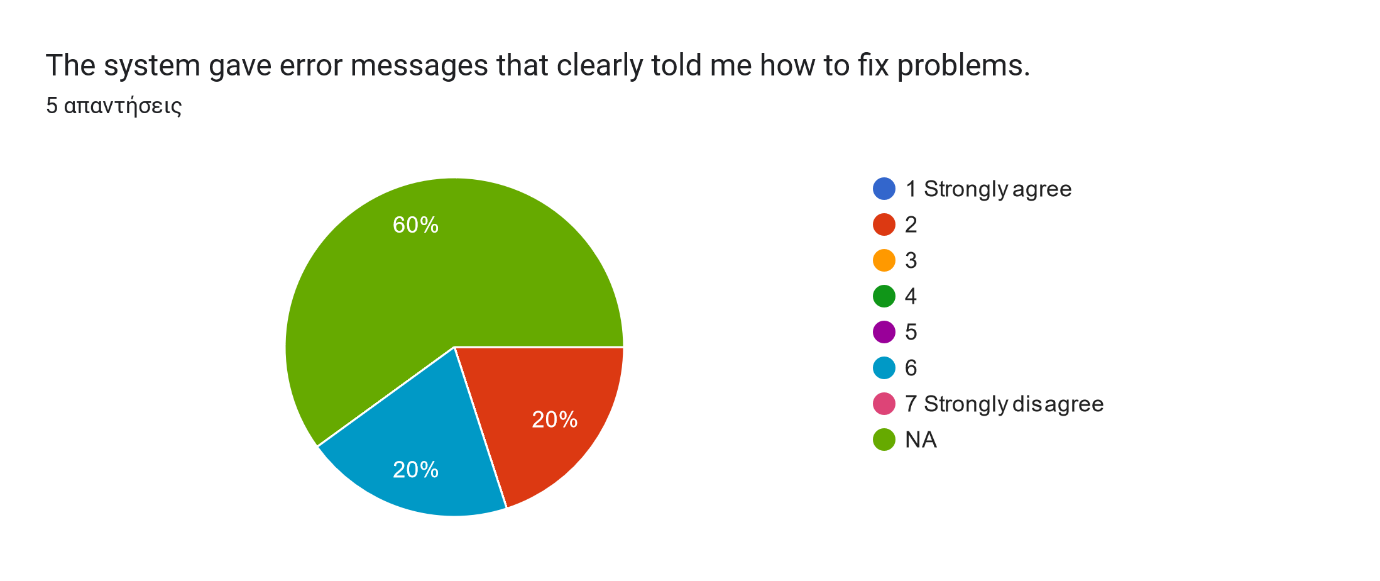 The system gave error messages that clearly told me how to fix problems.
5 απαντήσεις
60%
20%
20%
1 Strongly agree
2
3
4
5
6
7 Strongly disagree
NA